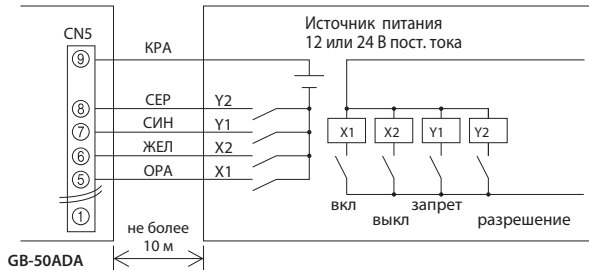 CN5
Источник питания
12 или 24 В пост. тока
⑨ КРА
⑧ СЕР Y2
⑦ СИН Y1
⑥ ЖЕЛ X2
⑤ ОРА X1
①
X1 X2 Y1 Y2
вкл запрет
выкл разрешение
не более
10 м
GB-50ADA